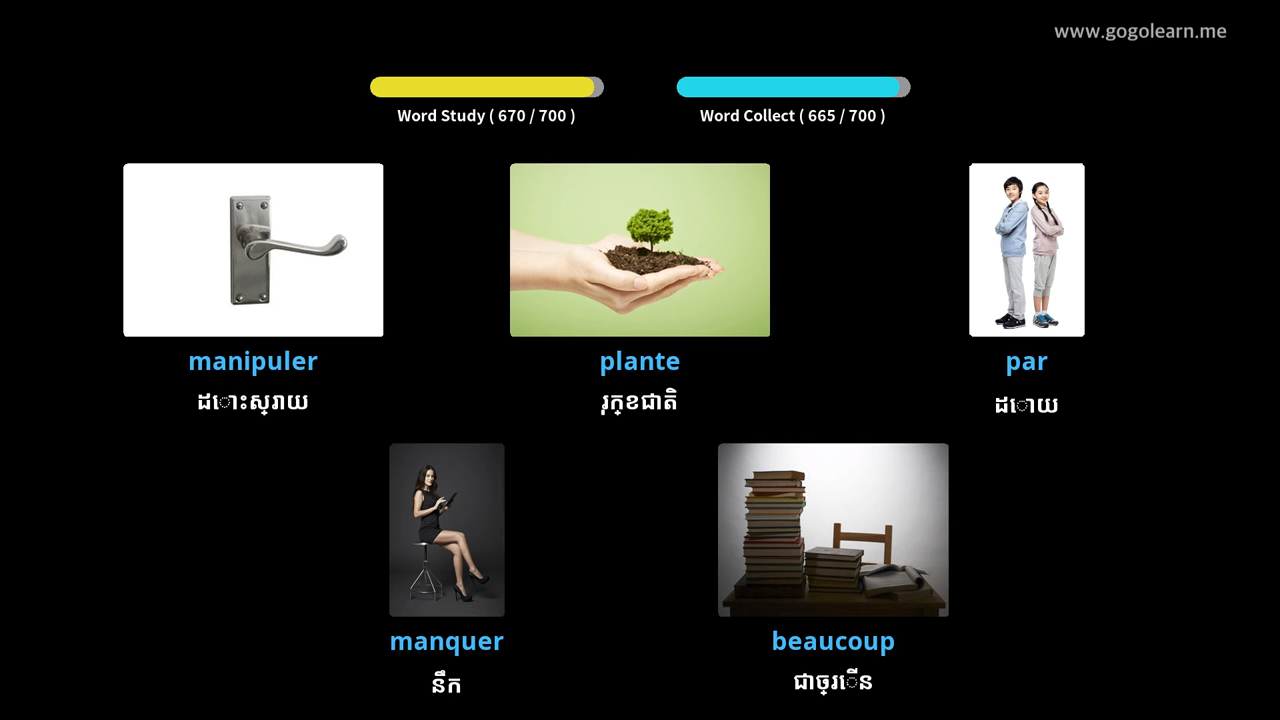 www.gogolearn.me
Word Study ( 670 / 700 )
Word Collect ( 665 / 700 )
manipuler
ដោះស្រាយ
plante
រុក្ខជាតិ
par
ដោយ
manquer
នឹក
beaucoup
ជាច្រើន